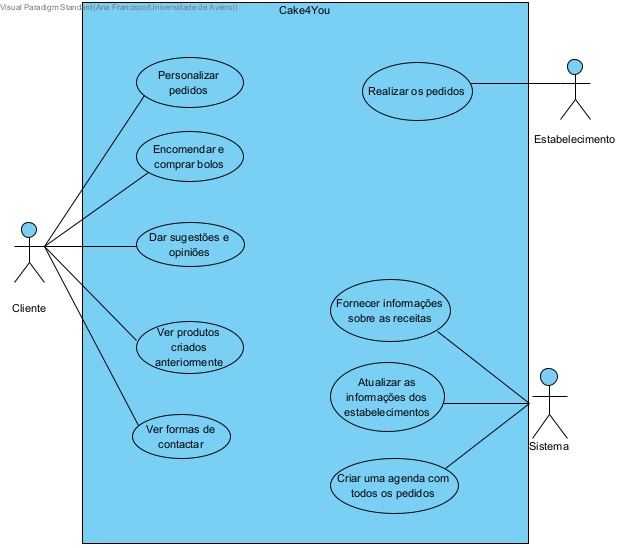 Visual Paradigm Standard(Ana Francisco(Universidade de Aveiro))
Cake4You
Personalizar
pedidos
Realizar os pedidos
Estabelecimento
Encomendar e
comprar bolos
Dar sugestões e
opiniões
Cliente
Fornecer informações
sobre as receitas
Ver produtos
criados
anteriormente
Atualizar as
informações dos
estabelecimentos
Sistema
Ver formas de
contactar
Criar uma agenda com
todos os pedidos